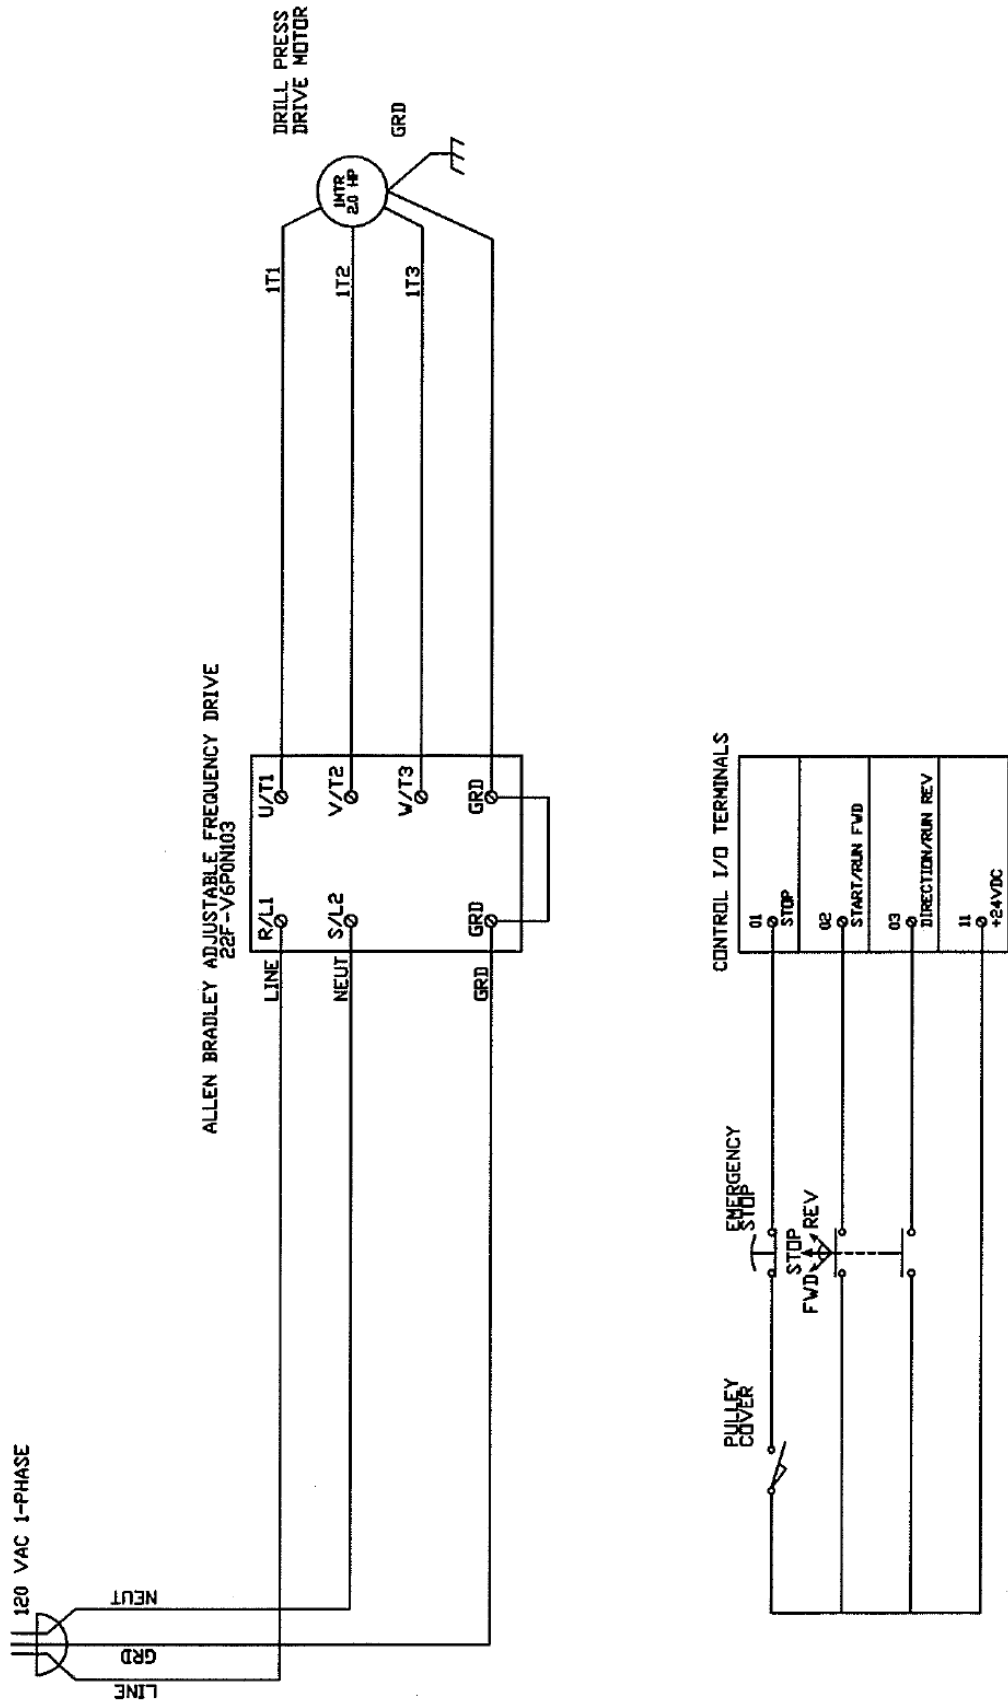 120 VAC 1-PHASE
LINE
GRD
NEUT
ALLEN BRADLEY ADJUSTABLE FREQUENCY DRIVE
22F-V6P0N103
LINE
NEUT
GRD
R/L1
S/L2
GRD
U/T1
V/T2
W/T3
GRD
1T1
1T2
1T3
1MTR
2.0 HP
DRILL PRESS
DRIVE MOTOR
GRD
PULLEY
COVER
EMERGENCY
STOP
FWD
STOP
REV
CONTROL I/O TERMINALS
01
STOP
02
START/RUN FWD
03
DIRECTION/RUN REV
11
+24VDC